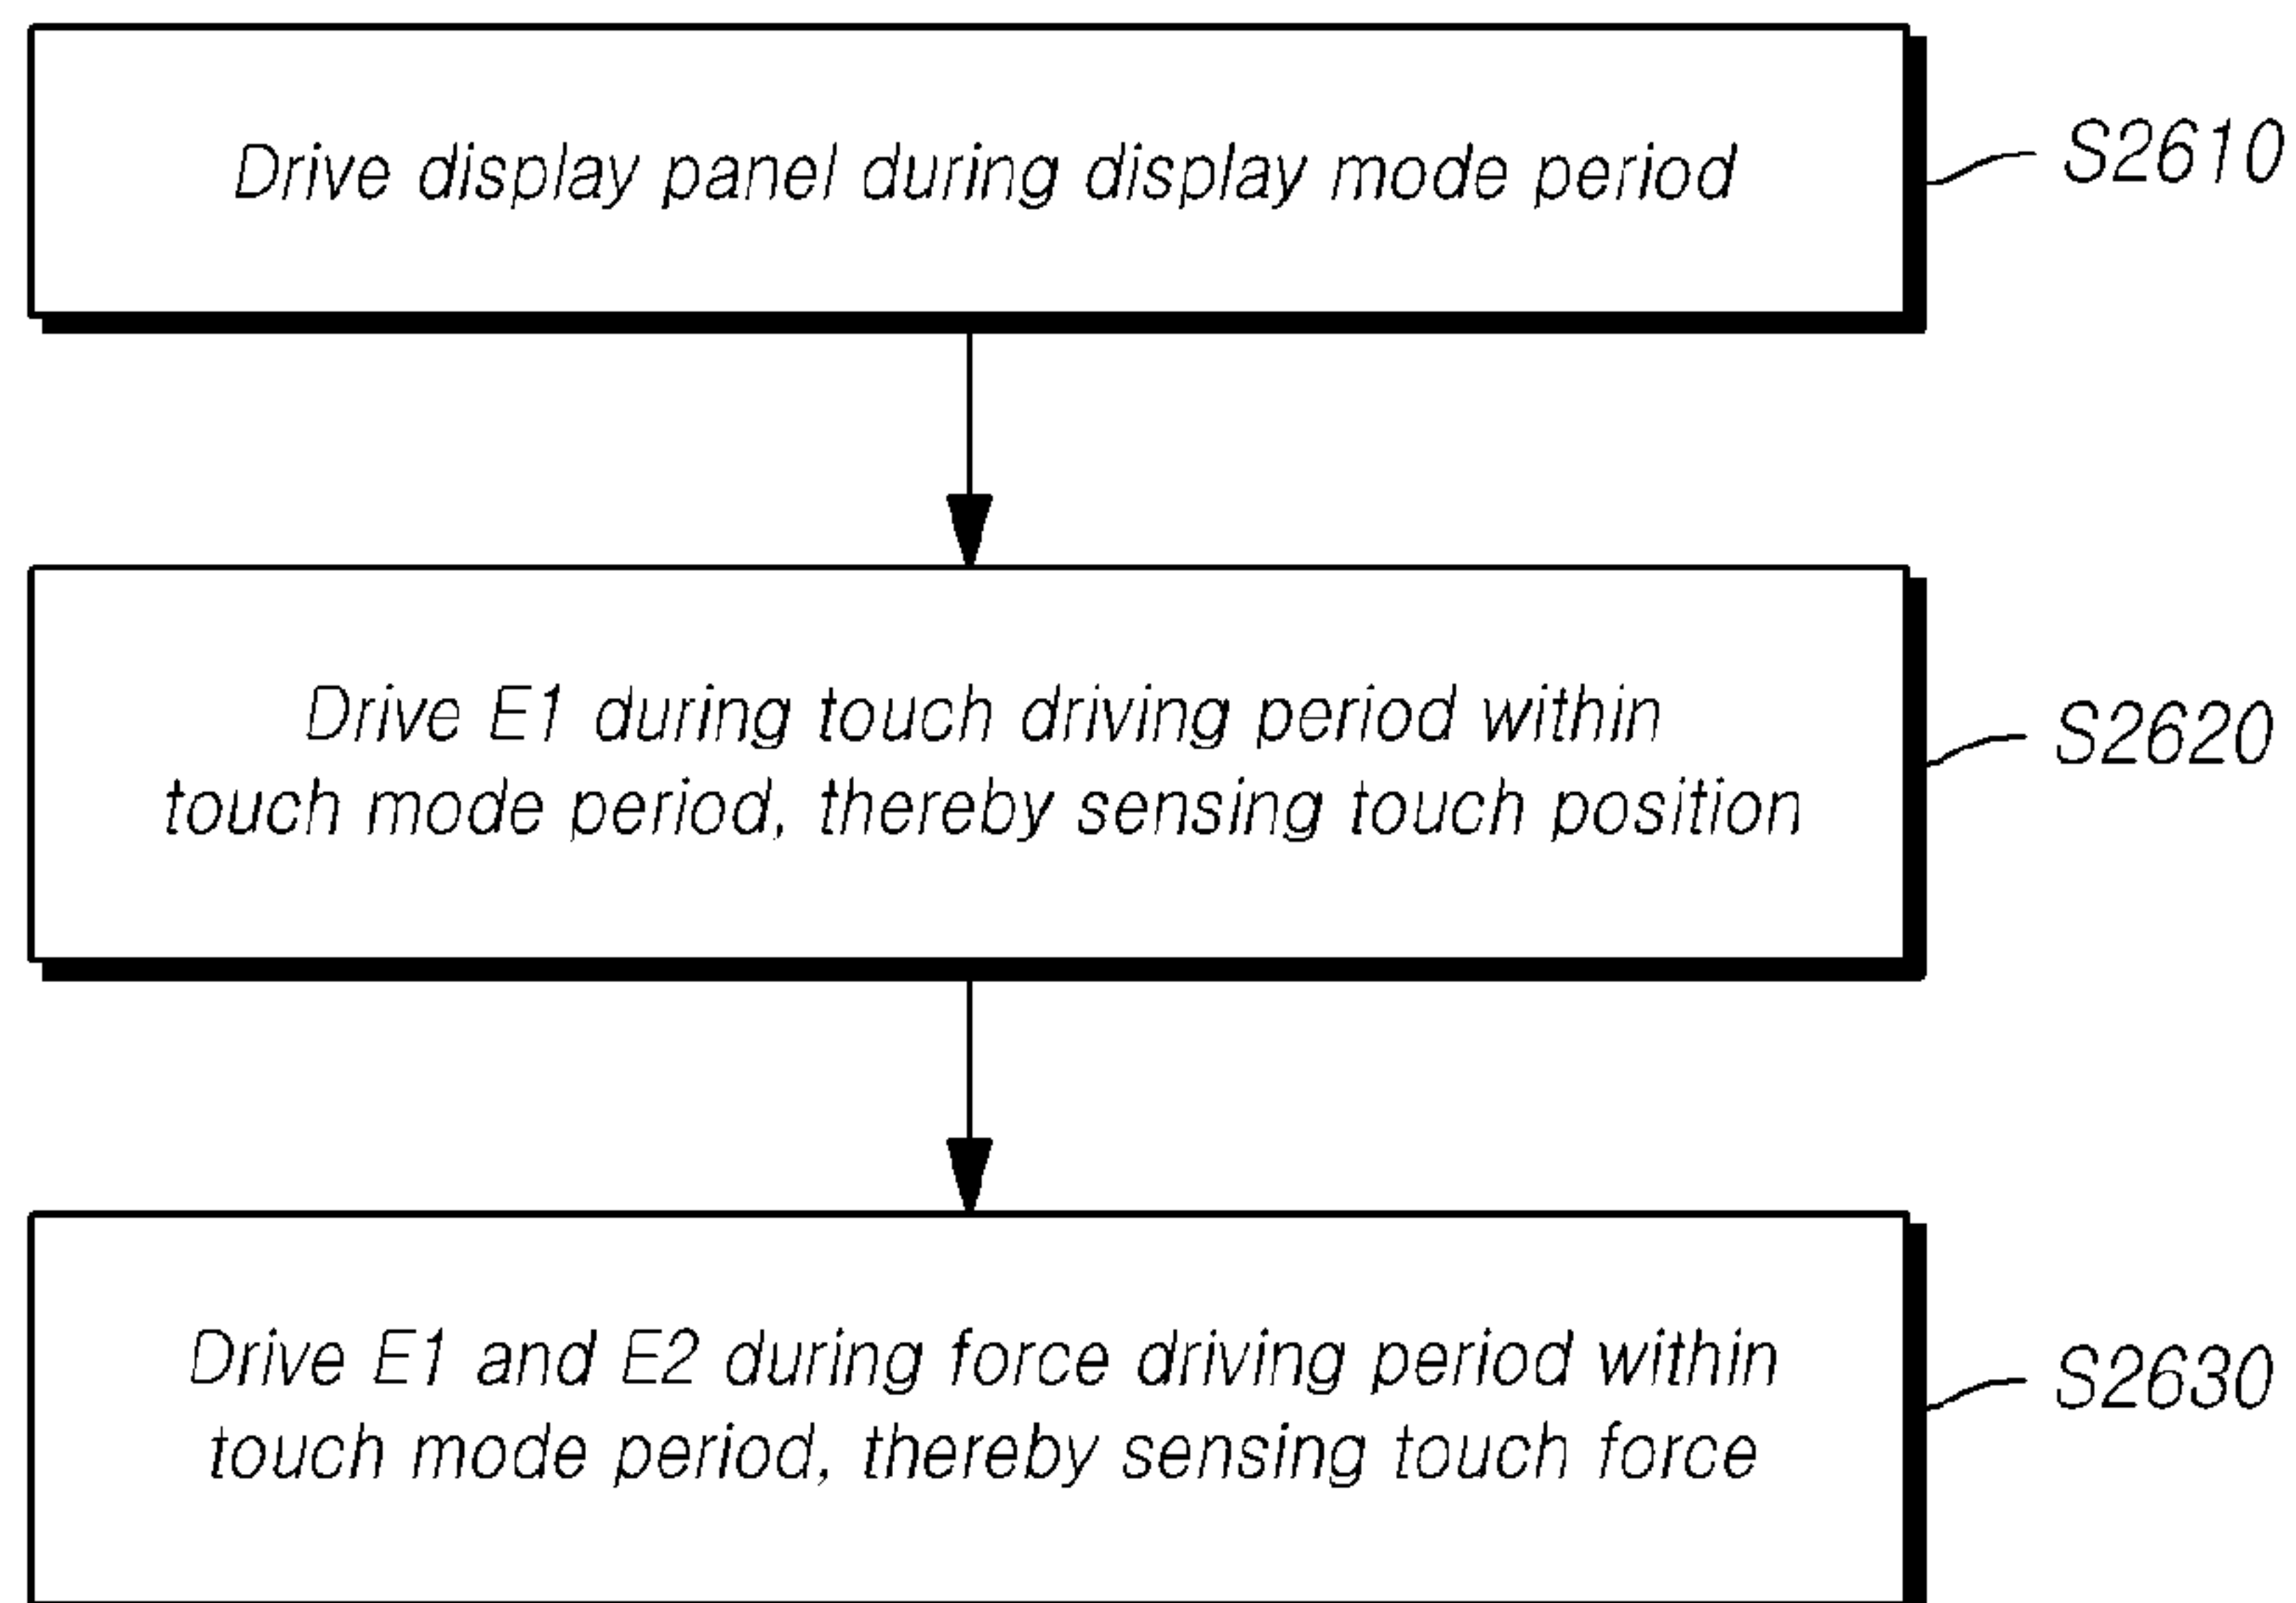 Drive display panel during display mode period
S2610
Drive E1 during touch driving period within
touch mode period, thereby sensing touch position
S2620
Drive E1 and E2 during force driving period within
touch mode period, thereby sensing touch force
S2630